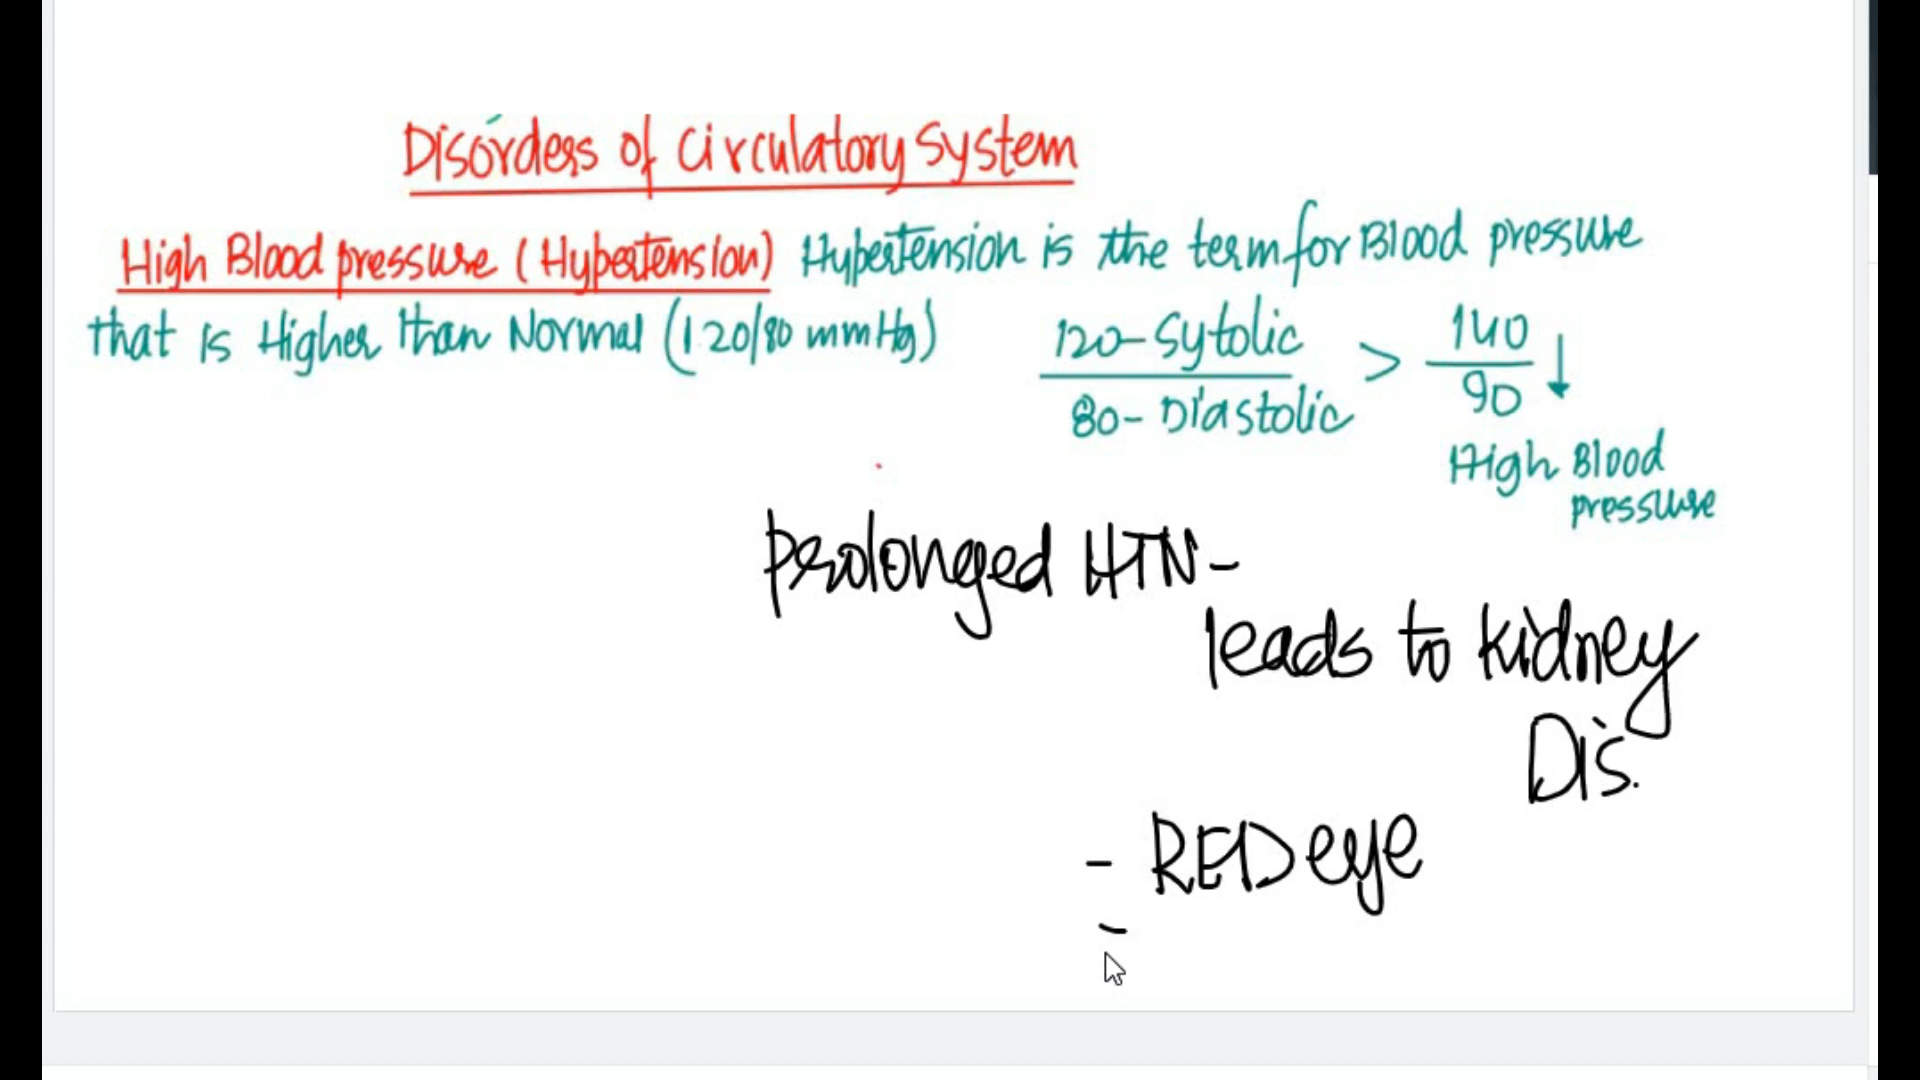 Disorders of Circulatory System
High Blood pressure (Hypertension) Hypertension is the term for Blood pressure
that is Higher than Normal (120/80 mmHg)
120-Sytolic > 140
80-Diastolic 90 ↓
High Blood
pressure
prolonged HTN-
leads to kidney
Dis.
- RED eye
-